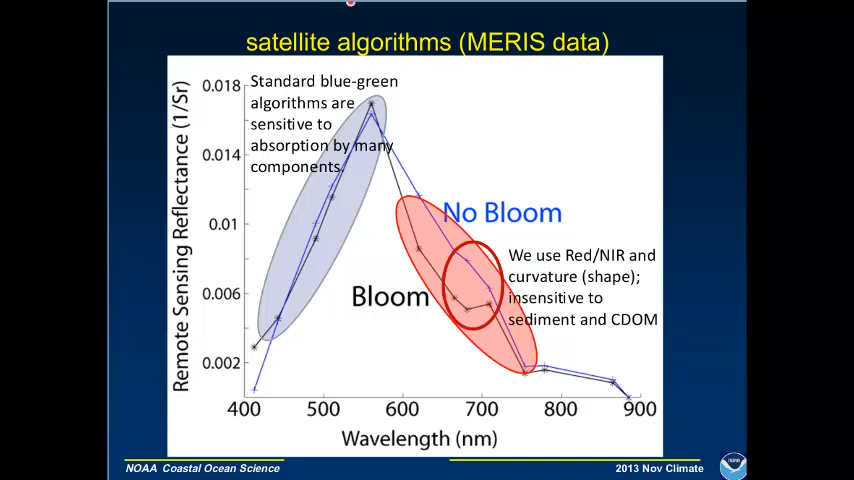 satellite algorithms (MERIS data)
Standard blue-green
algorithms are
sensitive to
absorption by many
components.
No Bloom
Bloom
We use Red/NIR and
curvature (shape);
insensitive to
sediment and CDOM
Remote Sensing Reflectance (1/Sr)
0.018
0.014
0.01
0.006
0.002
400 500 600 700 800 900
Wavelength (nm)
NOAA Coastal Ocean Science
2013 Nov Climate
NOAA